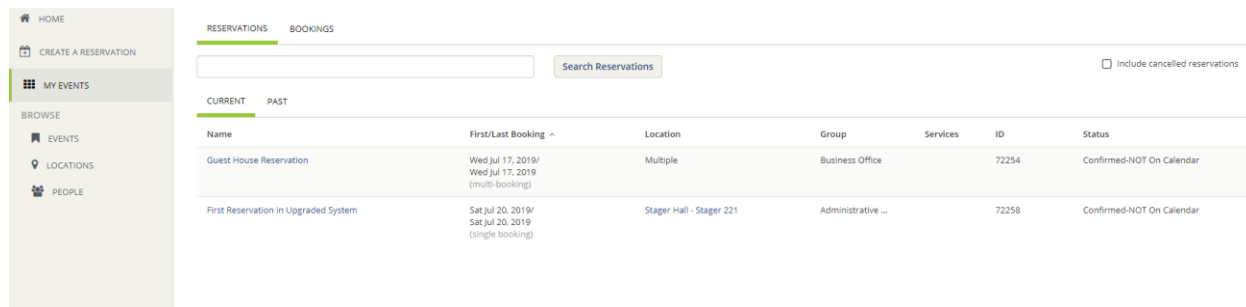 HOME
CREATE A RESERVATION
MY EVENTS
BROWSE
EVENTS
LOCATIONS
PEOPLE
RESERVATIONS BOOKINGS
Search Reservations
Include cancelled reservations
CURRENT PAST
Name First/Last Booking Location Group Services ID Status
Guest House Reservation Wed Jul 17, 2019/ Multiple Business Office 72254 Confirmed-NOT On Calendar
Wed Jul 17, 2019
(multi-booking)
First Reservation in Upgraded System Sat Jul 20, 2019/ Stager Hall - Stager 221 Administrative ... 72258 Confirmed-NOT On Calendar
Sat Jul 20, 2019
(single booking)